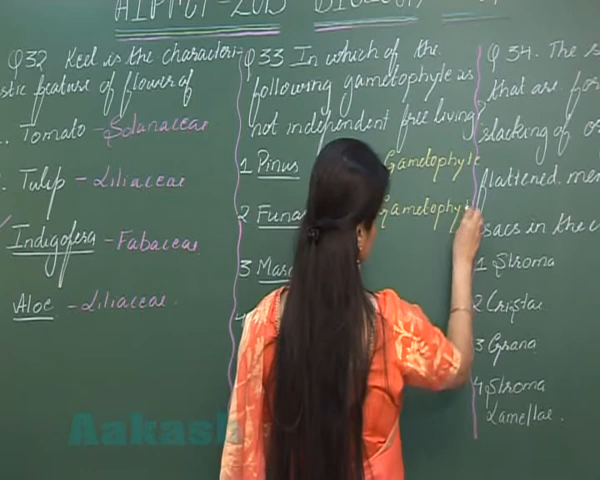 AIPMT-2015
Q32 Keel is the characteri-
stic feature of flower of
Tomato - Solanaceae
Tulip - Liliaceae
Indigofera - Fabaceae
Aloe - Liliaceae
Q33 In which of the
following gametophyte is
not independent free living?
1 Pinus Gametophyte
2 Funa Gametophy
3 Mar
Q34. The s
that are for
stacking of
flattened me
sacs in the
1 Stroma
2 Cristae
3 Grana
4 Stroma
Lamellae.
Aakash